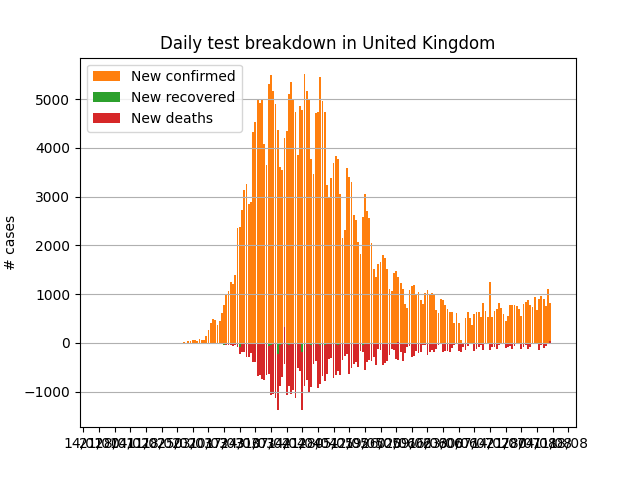 Daily test breakdown in United Kingdom
New confirmed
New recovered
New deaths
# cases
5000
4000
3000
2000
1000
0
−1000